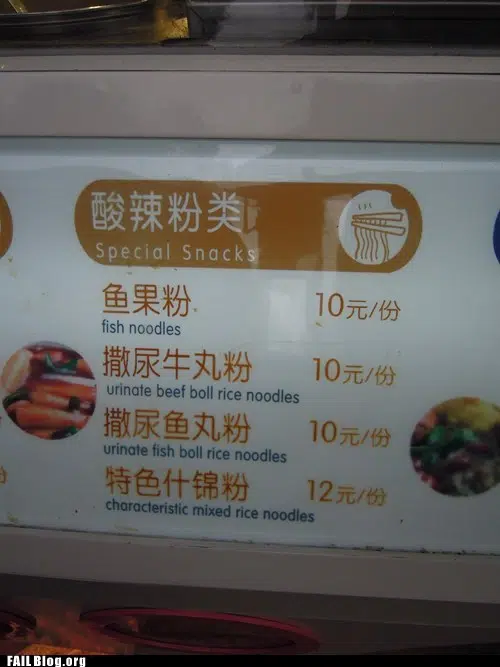 酸辣粉类
Special Snacks
鱼果粉 10元/份
fish noodles
撒尿牛丸粉 10元/份
urinate beef boll rice noodles
撒尿鱼丸粉 10元/份
urinate fish boll rice noodles
特色什锦粉 12元/份
characteristic mixed rice noodles
份
FAILBlog.org